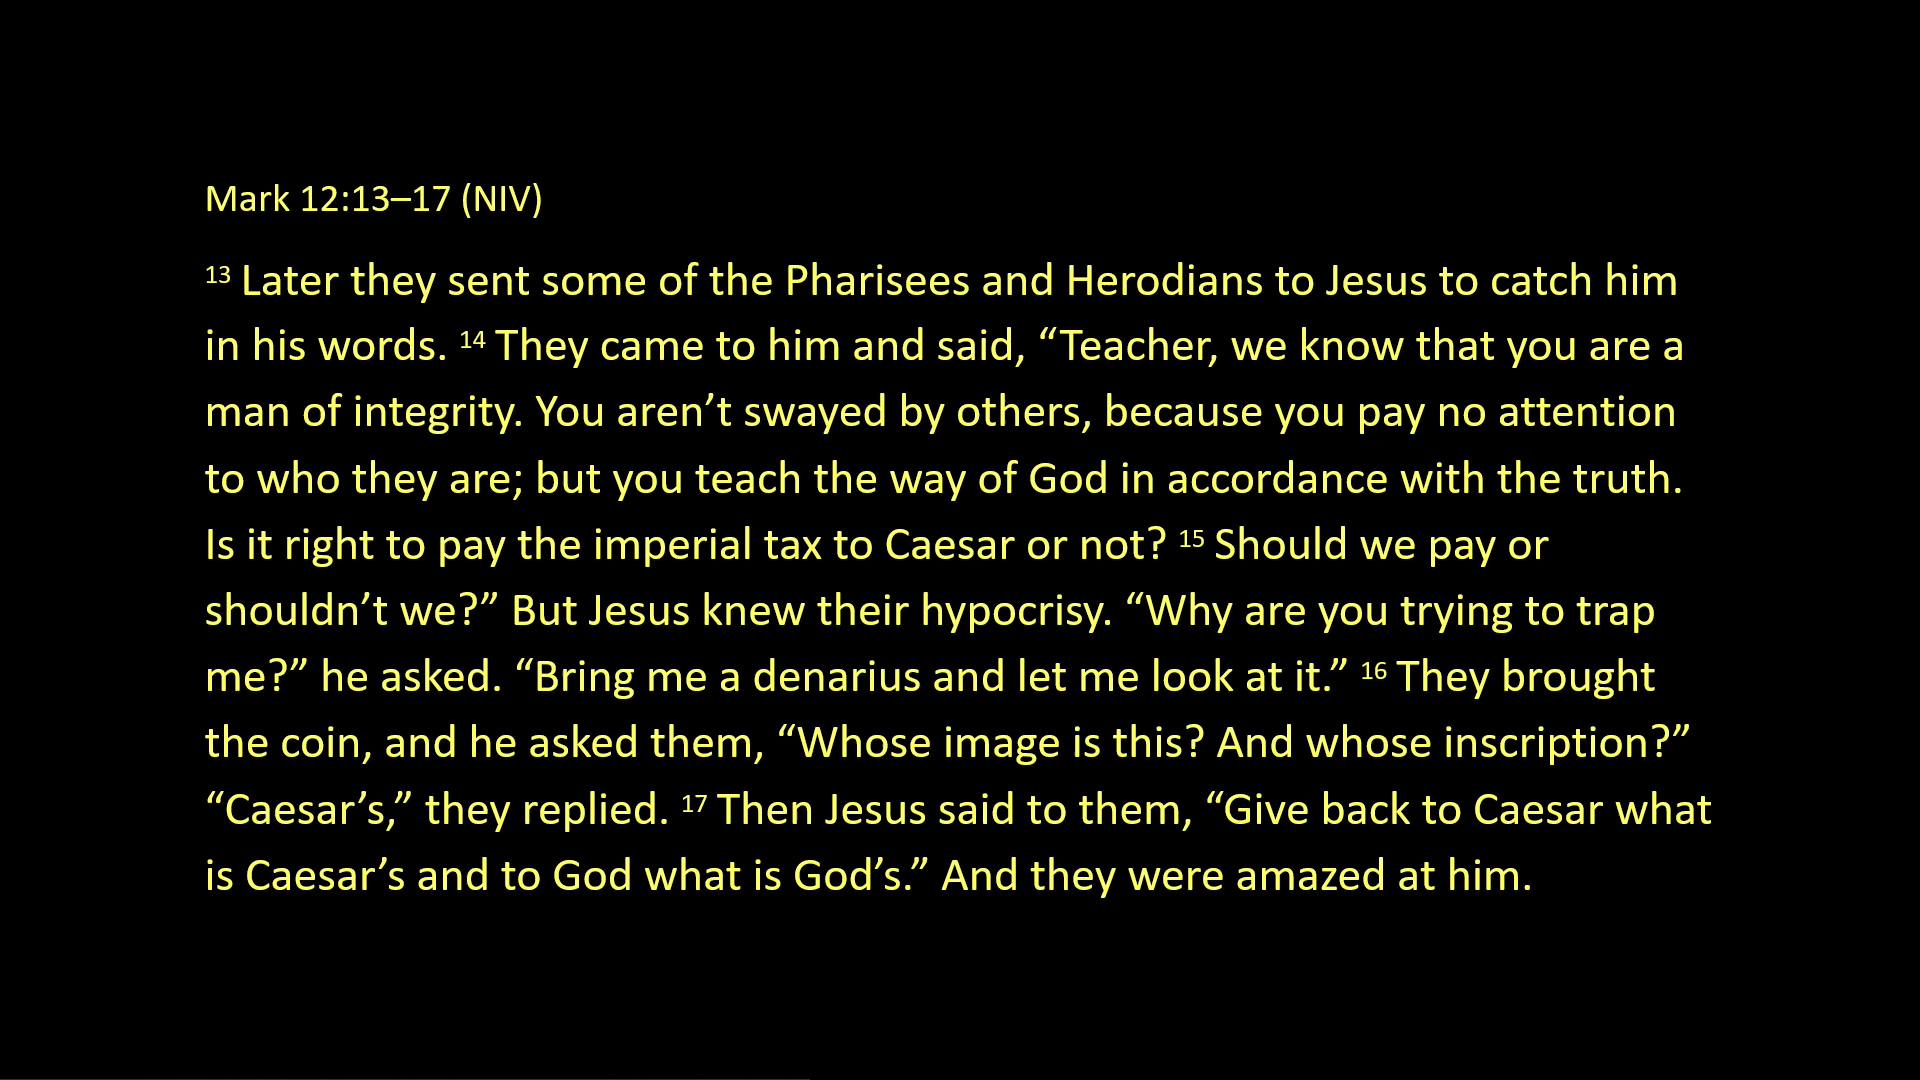 Mark 12:13–17 (NIV)
13 Later they sent some of the Pharisees and Herodians to Jesus to catch him
in his words. 14 They came to him and said, “Teacher, we know that you are a
man of integrity. You aren’t swayed by others, because you pay no attention
to who they are; but you teach the way of God in accordance with the truth.
Is it right to pay the imperial tax to Caesar or not? 15 Should we pay or
shouldn’t we?” But Jesus knew their hypocrisy. “Why are you trying to trap
me?” he asked. “Bring me a denarius and let me look at it.” 16 They brought
the coin, and he asked them, “Whose image is this? And whose inscription?”
“Caesar’s,” they replied. 17 Then Jesus said to them, “Give back to Caesar what
is Caesar’s and to God what is God’s.” And they were amazed at him.